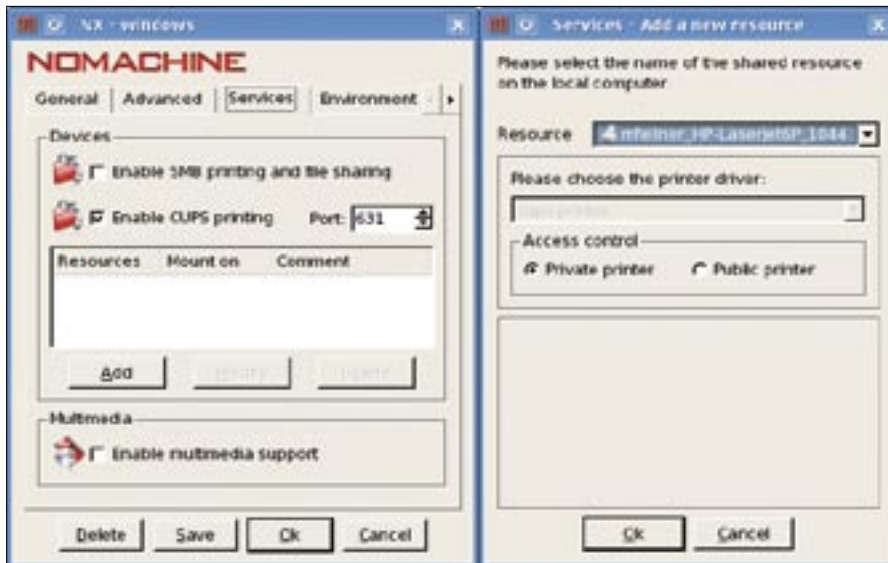 NX - windows
NOMACHINE
General
Advanced
Services
Environment
Devices
Enable SMB printing and file sharing
Enable CUPS printing
Port: 631
Resources Mount on Comment
Add
Modify
Delete
Multimedia
Enable multimedia support
Delete
Save
Ok
Cancel
Services - Add a new resource
Please select the name of the shared resource
on the local computer
Resource
Please choose the printer driver:
Access control
Private printer
Public printer
Ok
Cancel